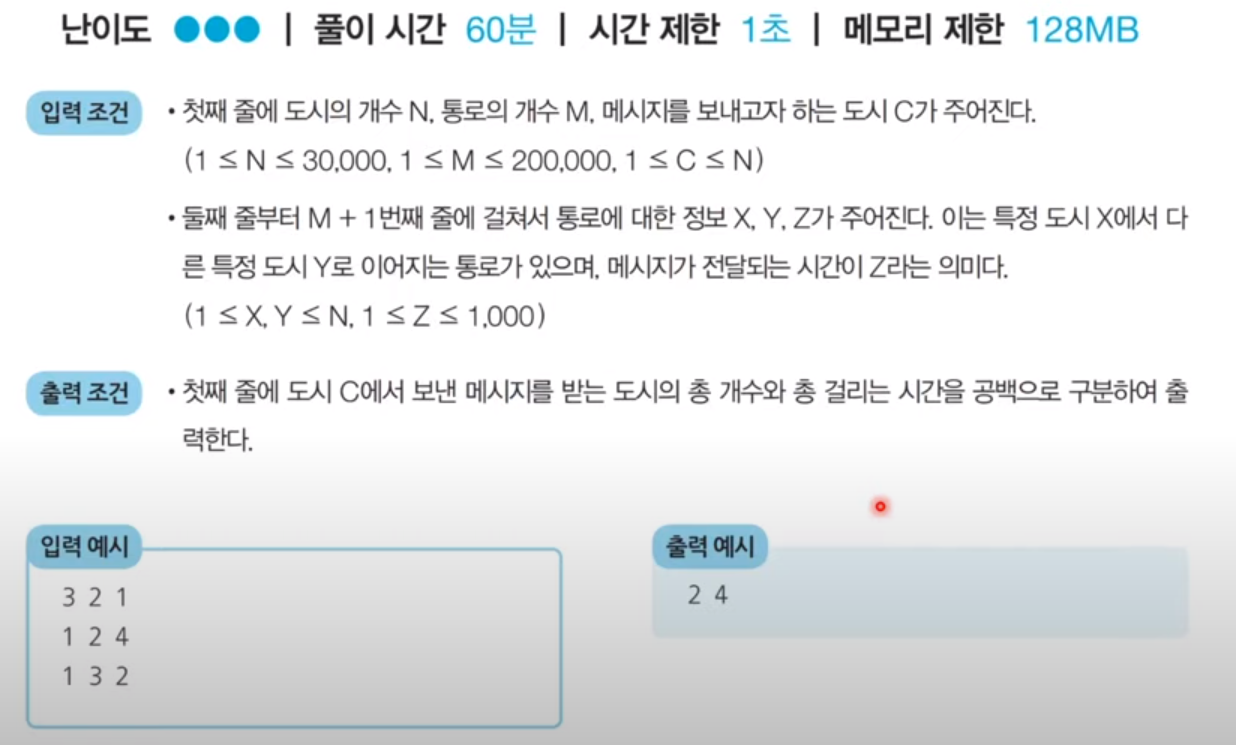 난이도 ●●● | 풀이 시간 60분 | 시간 제한 1초 | 메모리 제한 128MB
입력 조건 • 첫째 줄에 도시의 개수 N, 통로의 개수 M, 메시지를 보내고자 하는 도시 C가 주어진다.
(1 ≤ N ≤ 30,000, 1 ≤ M ≤ 200,000, 1 ≤ C ≤ N)
• 둘째 줄부터 M + 1번째 줄에 걸쳐서 통로에 대한 정보 X, Y, Z가 주어진다. 이는 특정 도시 X에서 다
른 특정 도시 Y로 이어지는 통로가 있으며, 메시지가 전달되는 시간이 Z라는 의미다.
(1 ≤ X, Y ≤ N, 1 ≤ Z ≤ 1,000)
출력 조건 • 첫째 줄에 도시 C에서 보낸 메시지를 받는 도시의 총 개수와 총 걸리는 시간을 공백으로 구분하여 출
력한다.
입력 예시
3 2 1
1 2 4
1 3 2
출력 예시
2 4